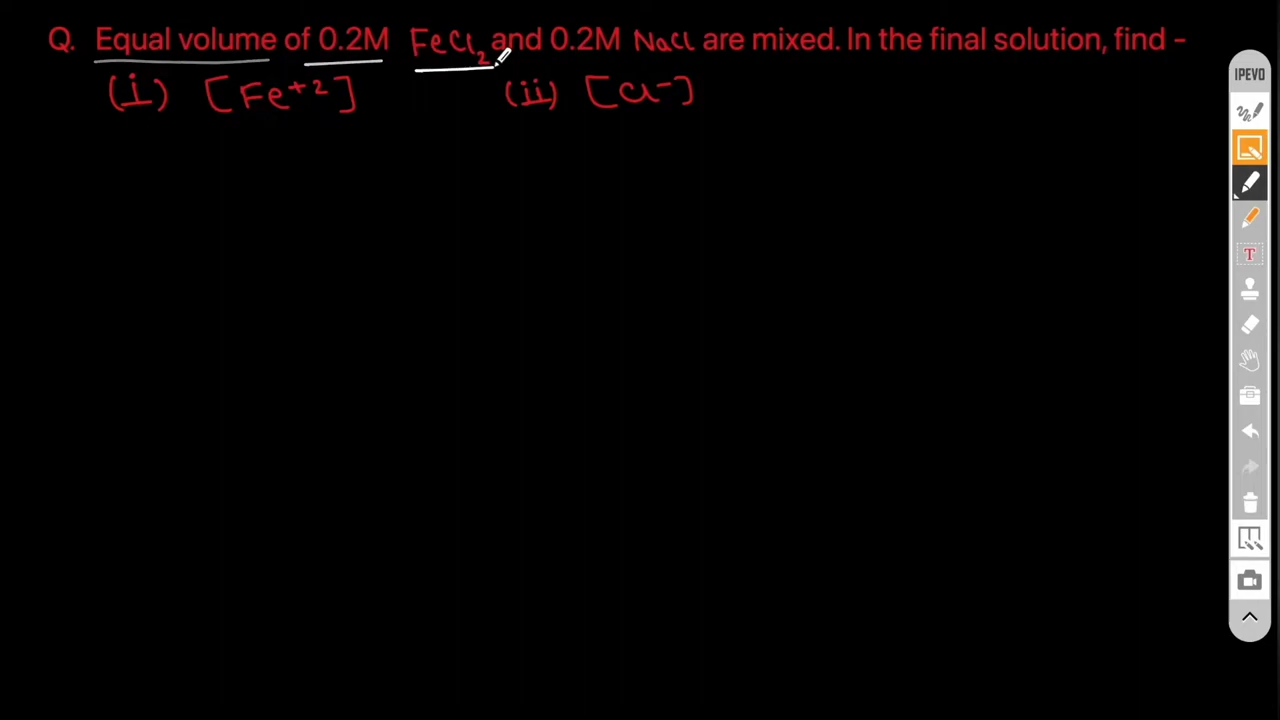 Q. Equal volume of 0.2M FeCl₂ and 0.2M NaCl are mixed. In the final solution, find -
(i) [Fe⁺²] (ii) [Cl⁻]
IPEVO
T